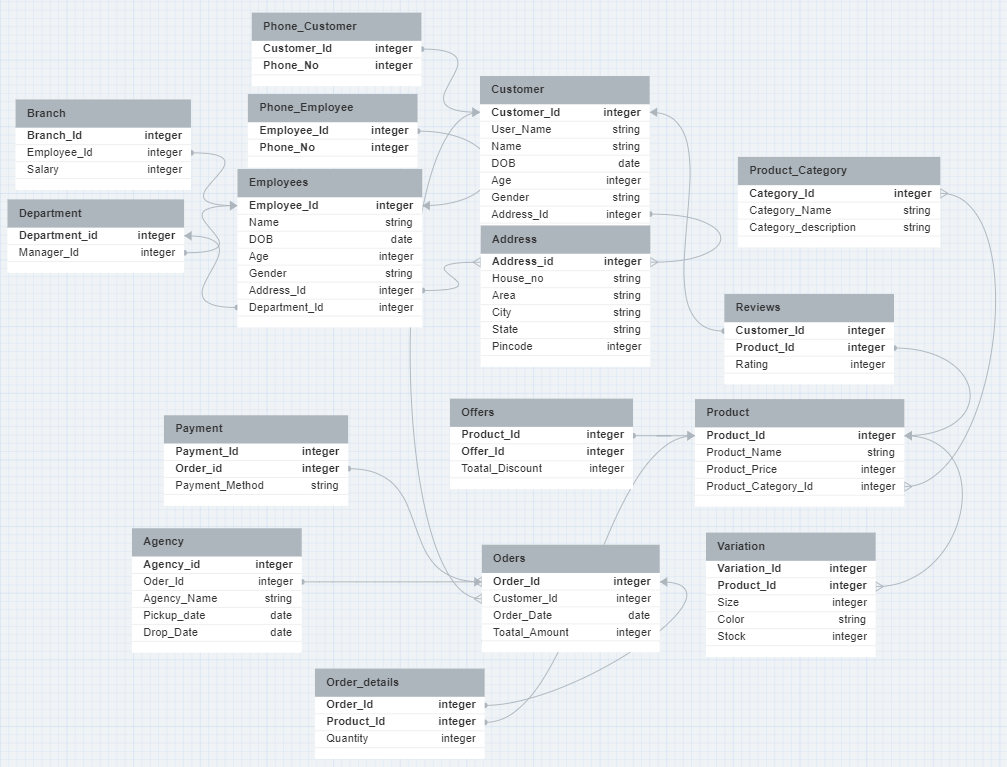 Phone_Customer
Customer_Id integer
Phone_No integer
Phone_Employee
Employee_Id integer
Phone_No integer
Branch
Branch_Id integer
Employee_Id integer
Salary integer
Department
Department_id integer
Manager_Id integer
Employees
Employee_Id integer
Name string
DOB date
Age integer
Gender string
Address_Id integer
Department_Id integer
Customer
Customer_Id integer
User_Name string
Name string
DOB date
Age integer
Gender string
Address_Id integer
Address
Address_id integer
House_no string
Area string
City string
State string
Pincode integer
Product_Category
Category_Id integer
Category_Name string
Category_description string
Reviews
Customer_Id integer
Product_Id integer
Rating integer
Payment
Payment_Id integer
Order_id integer
Payment_Method string
Offers
Product_Id integer
Offer_Id integer
Toatal_Discount integer
Product
Product_Id integer
Product_Name string
Product_Price integer
Product_Category_Id integer
Agency
Agency_id integer
Oder_Id integer
Agency_Name string
Pickup_date date
Drop_Date date
Oders
Order_Id integer
Customer_Id integer
Order_Date date
Toatal_Amount integer
Variation
Variation_Id integer
Product_Id integer
Size integer
Color string
Stock integer
Order_details
Order_Id integer
Product_Id integer
Quantity integer